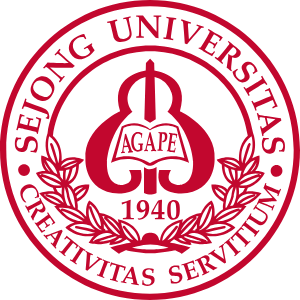 SEJONG UNIVERSITAS
AGAPE
1940
CREATIVITAS SERVITIUM